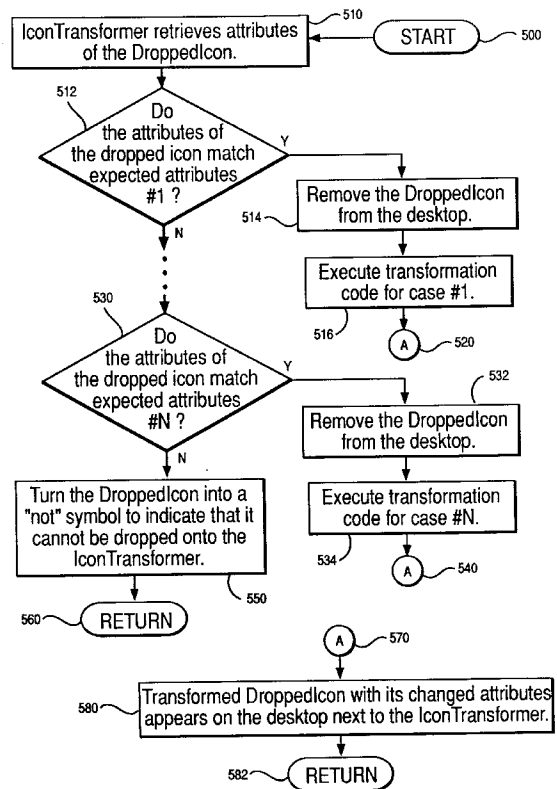 510
IconTransformer retrieves attributes
of the DroppedIcon.
START
500
512
Do
the attributes of
the dropped icon match
expected attributes
#1 ?
Y
N
514
Remove the DroppedIcon
from the desktop.
Execute transformation
code for case #1.
516
A
520
530
Do
the attributes of
the dropped icon match
expected attributes
#N ?
Y
N
532
Remove the DroppedIcon
from the desktop.
Execute transformation
code for case #N.
534
A
540
Turn the DroppedIcon into a
"not" symbol to indicate that it
cannot be dropped onto the
IconTransformer.
550
560
RETURN
A
570
580
Transformed DroppedIcon with its changed attributes
appears on the desktop next to the IconTransformer.
582
RETURN